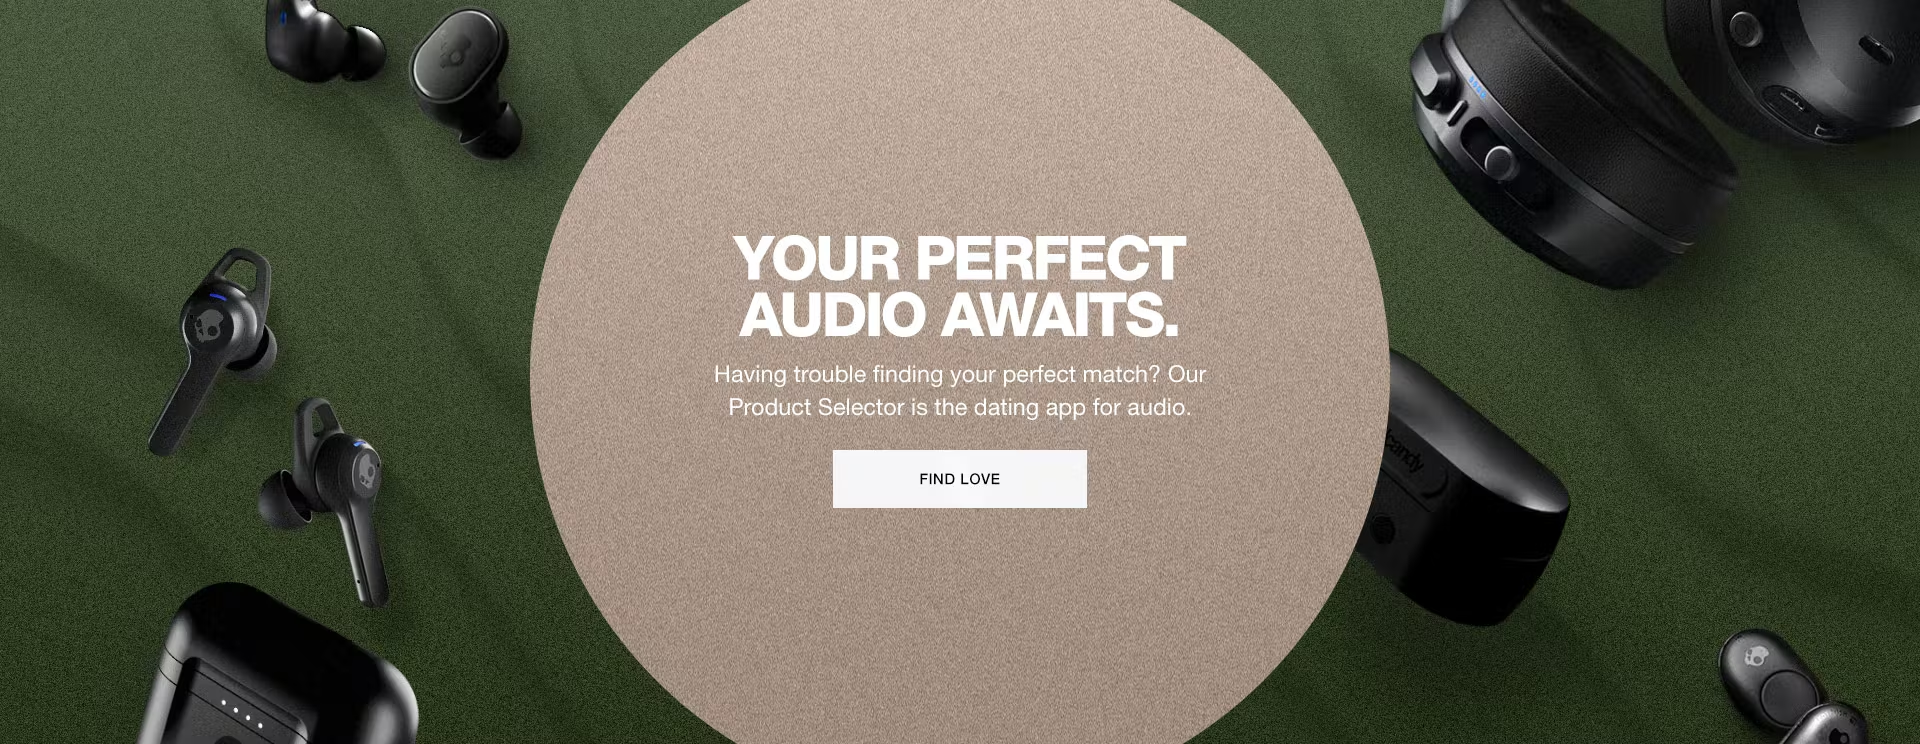 YOUR PERFECT
AUDIO AWAITS.
Having trouble finding your perfect match? Our
Product Selector is the dating app for audio.
FIND LOVE